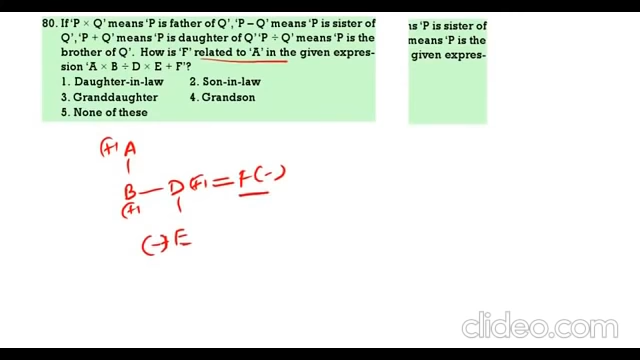 80. If ‘P × Q’ means ‘P is father of Q’, ‘P – Q’ means ‘P is sister of
Q’, ‘P + Q’ means ‘P is daughter of Q’ ‘P ÷ Q’ means ‘P is the
brother of Q’. How is ‘F’ related to ‘A’ in the given expres-
sion ‘A × B ÷ D × E + F’?
1. Daughter-in-law 2. Son-in-law
3. Granddaughter 4. Grandson
5. None of these
ns ‘P is sister of
means ‘P is the
given expres-
(+) A
B — D (+) = F (-)
(+)
(-) E
clideo.com